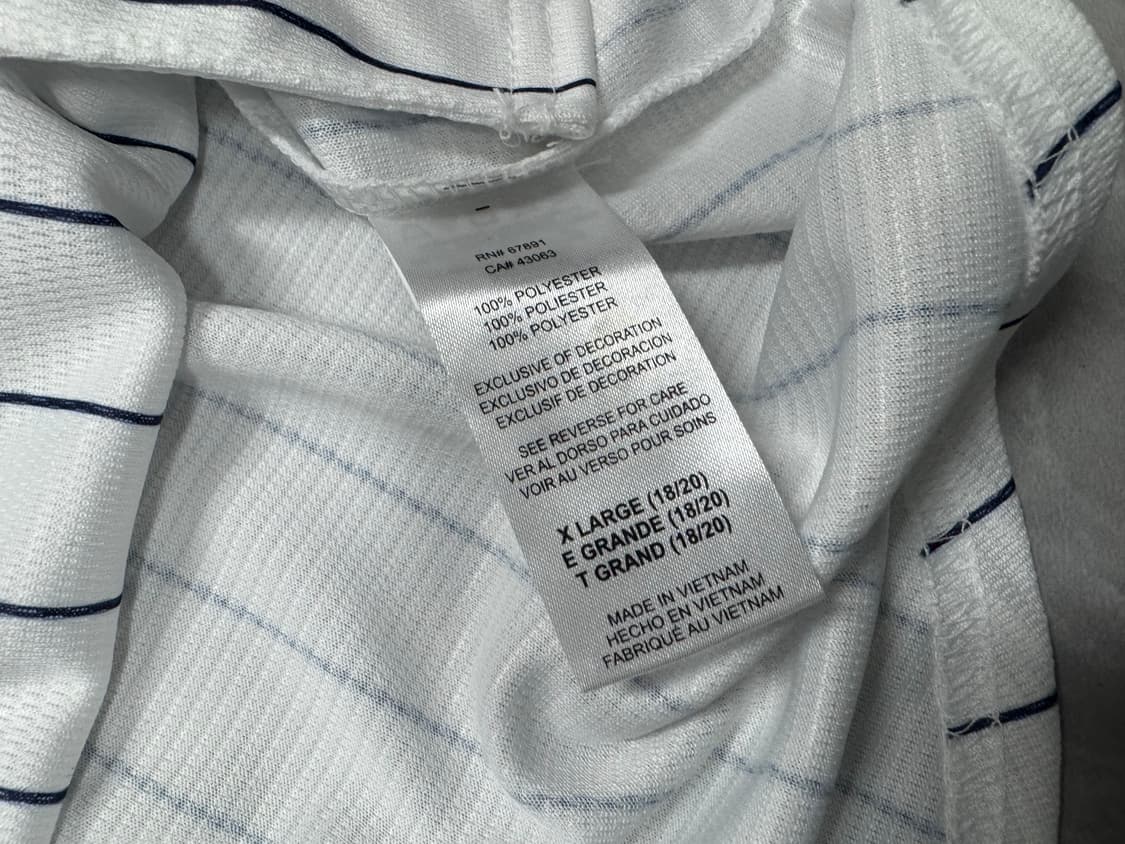 RN# 67891
CA# 43063
100% POLYESTER
100% POLIESTER
100% POLYESTER
EXCLUSIVE OF DECORATION
EXCLUSIVO DE DECORACION
EXCLUSIF DE DECORATION
SEE REVERSE FOR CARE
VER AL DORSO PARA CUIDADO
VOIR AU VERSO POUR SOINS
X LARGE (18/20)
E GRANDE (18/20)
T GRAND (18/20)
MADE IN VIETNAM
HECHO EN VIETNAM
FABRIQUÉ AU VIETNAM